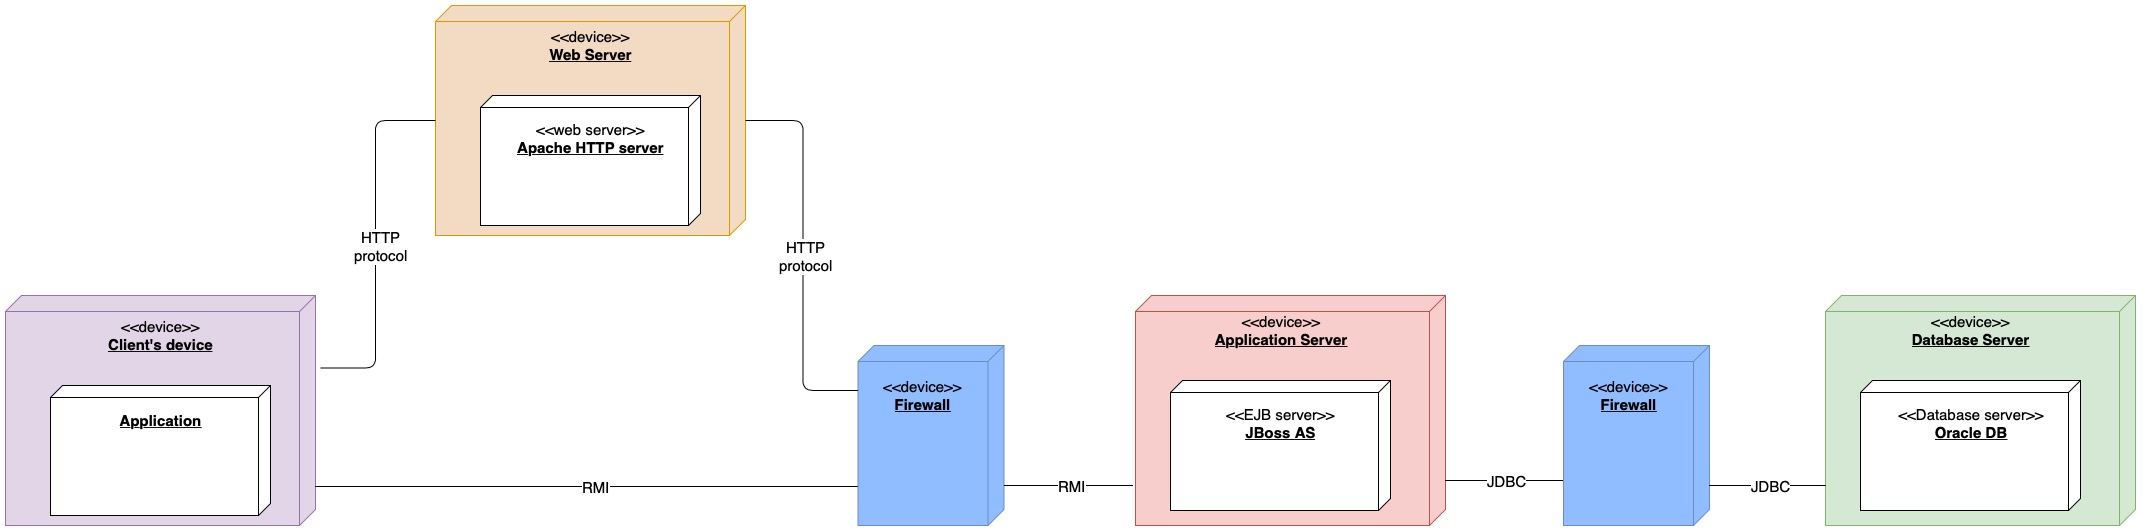 <<device>>
Web Server
<<web server>>
Apache HTTP server
HTTP
protocol
HTTP
protocol
<<device>>
Client's device
Application
RMI
<<device>>
Firewall
RMI
<<device>>
Application Server
<<EJB server>>
JBoss AS
JDBC
<<device>>
Firewall
JDBC
<<device>>
Database Server
<<Database server>>
Oracle DB